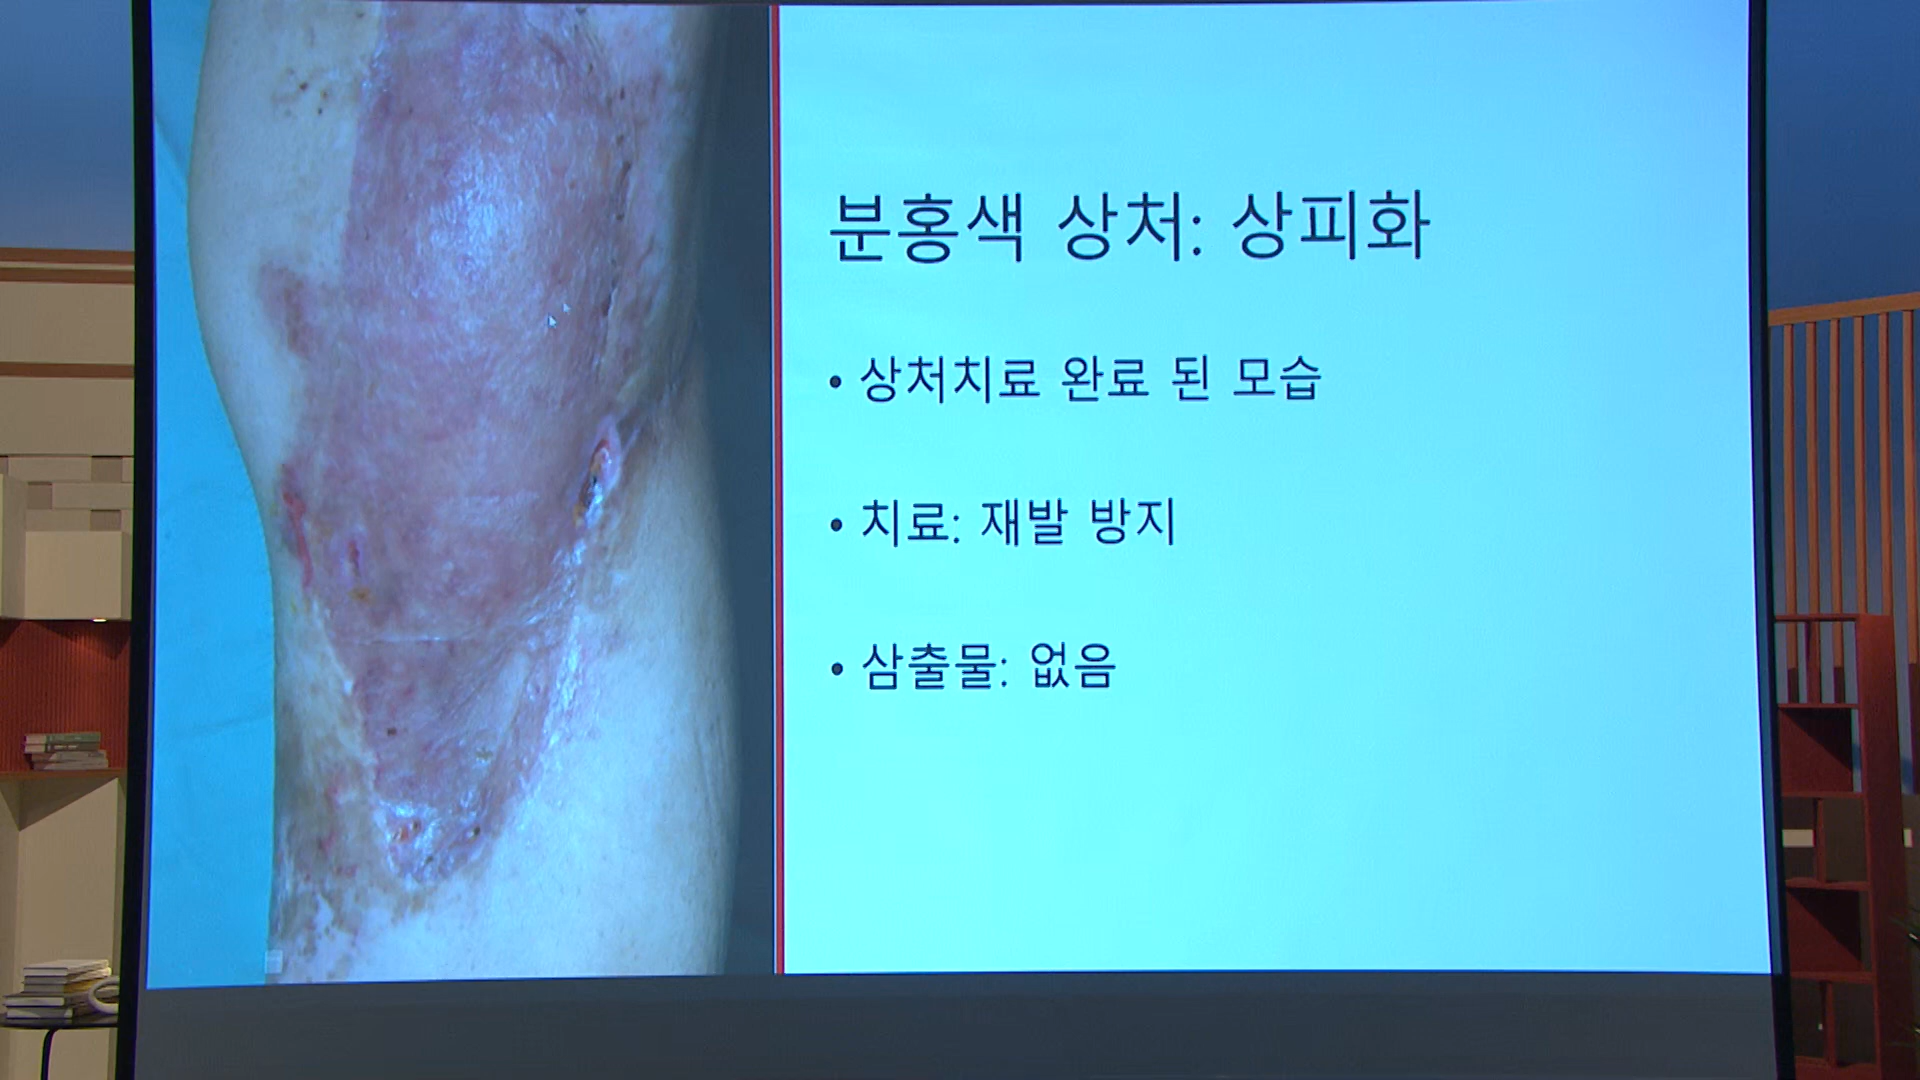 분홍색 상처: 상피화
• 상처치료 완료 된 모습
• 치료: 재발 방지
• 삼출물: 없음